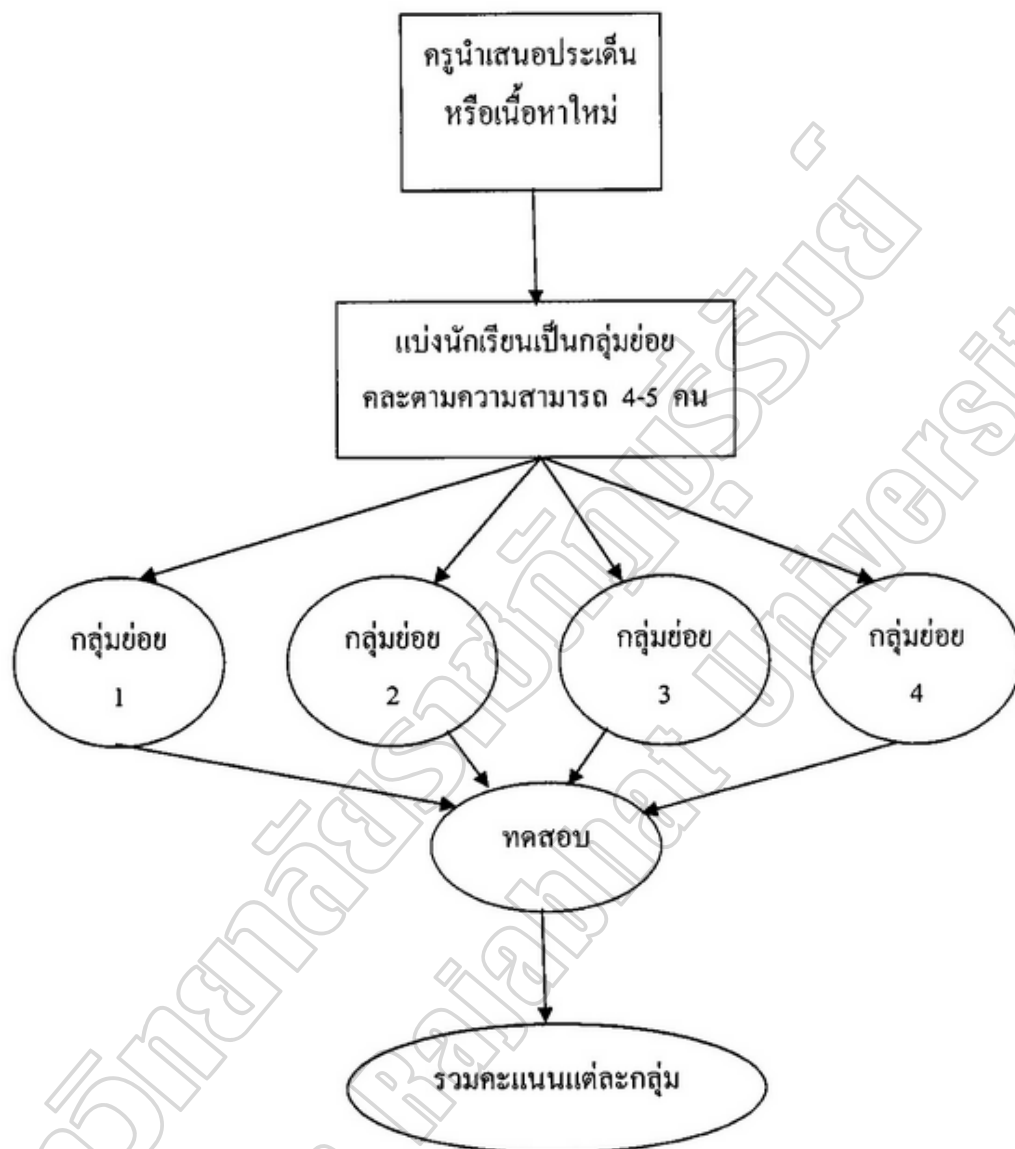 ครูนำเสนอประเด็น
หรือเนื้อหาใหม่
แบ่งนักเรียนเป็นกลุ่มย่อย
คละตามความสามารถ 4-5 คน
กลุ่มย่อย
1
กลุ่มย่อย
2
กลุ่มย่อย
3
กลุ่มย่อย
4
ทดสอบ
รวมคะแนนแต่ละกลุ่ม
Rajabhat